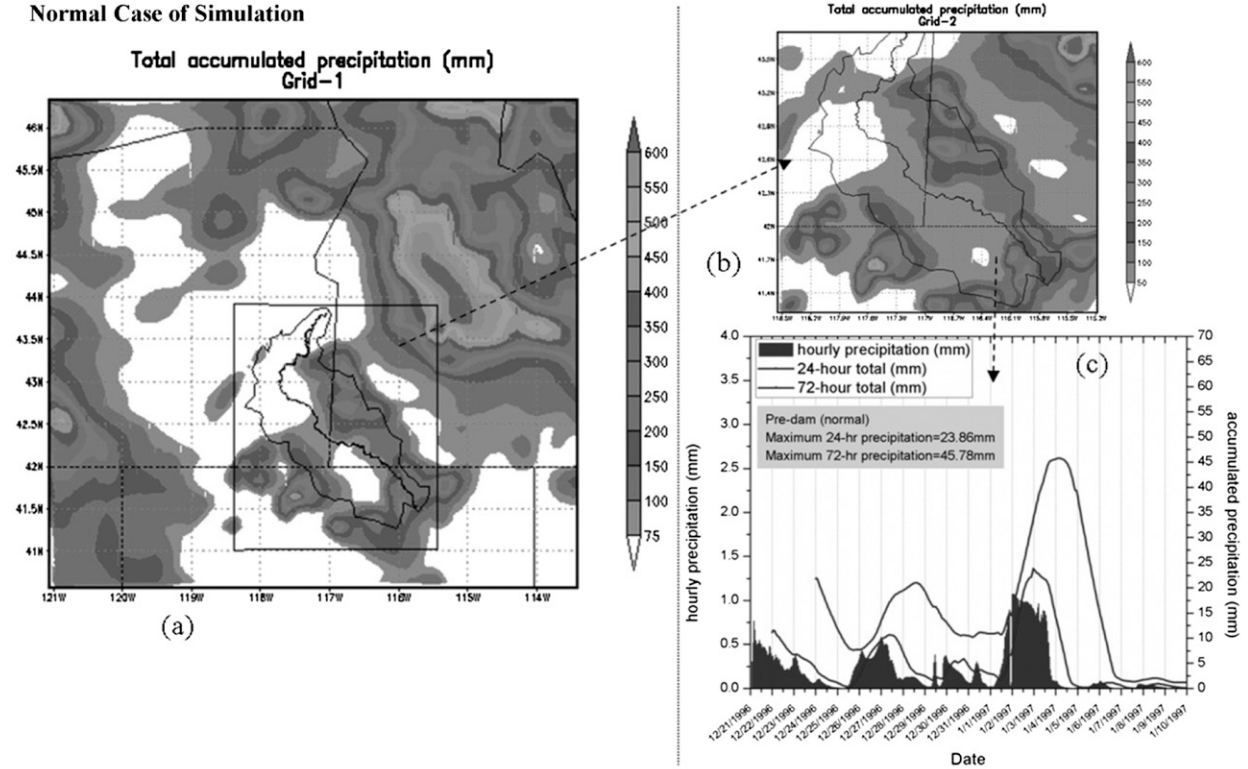 Normal Case of Simulation
Total accumulated precipitation (mm)
Grid-1
46N
45.5N
45N
44.5N
44N
43.5N
43N
42.5N
42N
41.5N
41N
121W 120W 119W 118W 117W 116W 115W 114W
600
550
500
450
400
350
300
250
200
150
100
75
(a)
Total accumulated precipitation (mm)
Grid-2
42N
117W
600
550
500
450
400
350
300
250
200
150
100
50
(b)
hourly precipitation (mm)
24-hour total (mm)
72-hour total (mm)
(c)
Pre-dam (normal)
Maximum 24-hr precipitation=23.86mm
Maximum 72-hr precipitation=45.78mm
hourly precipitation (mm)
4.0
3.5
3.0
2.5
2.0
1.5
1.0
0.5
0.0
70
65
60
55
50
45
40
35
30
25
20
15
10
5
0
accumulated precipitation (mm)
12/21/1996
12/22/1996
12/23/1996
12/24/1996
12/25/1996
12/26/1996
12/27/1996
12/28/1996
12/29/1996
12/30/1996
12/31/1996
1/1/1997
1/2/1997
1/3/1997
1/4/1997
1/5/1997
1/6/1997
1/7/1997
1/8/1997
1/9/1997
1/10/1997
Date